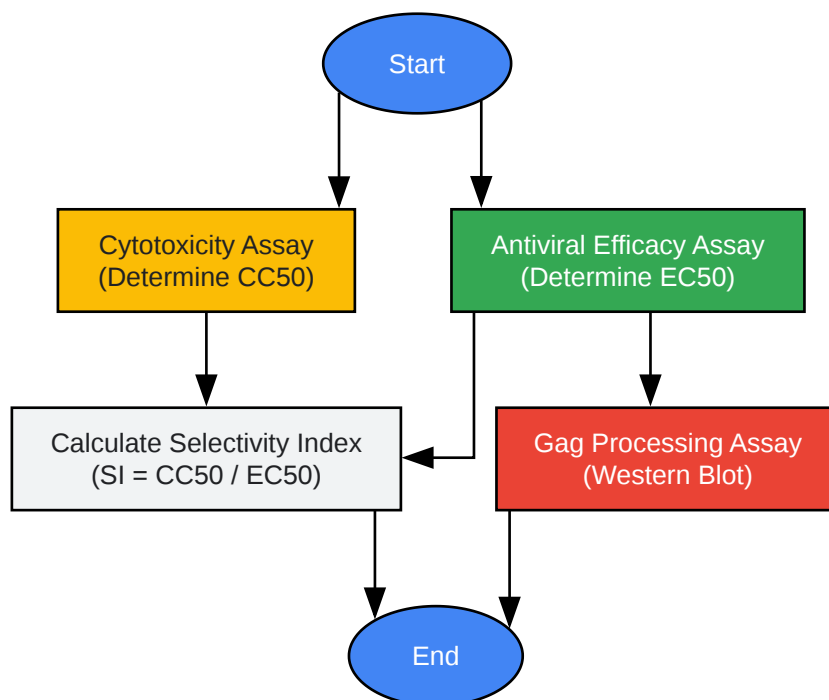 Start
Cytotoxicity Assay
(Determine CC50)
Antiviral Efficacy Assay
(Determine EC50)
Calculate Selectivity Index
(SI = CC50 / EC50)
Gag Processing Assay
(Western Blot)
End